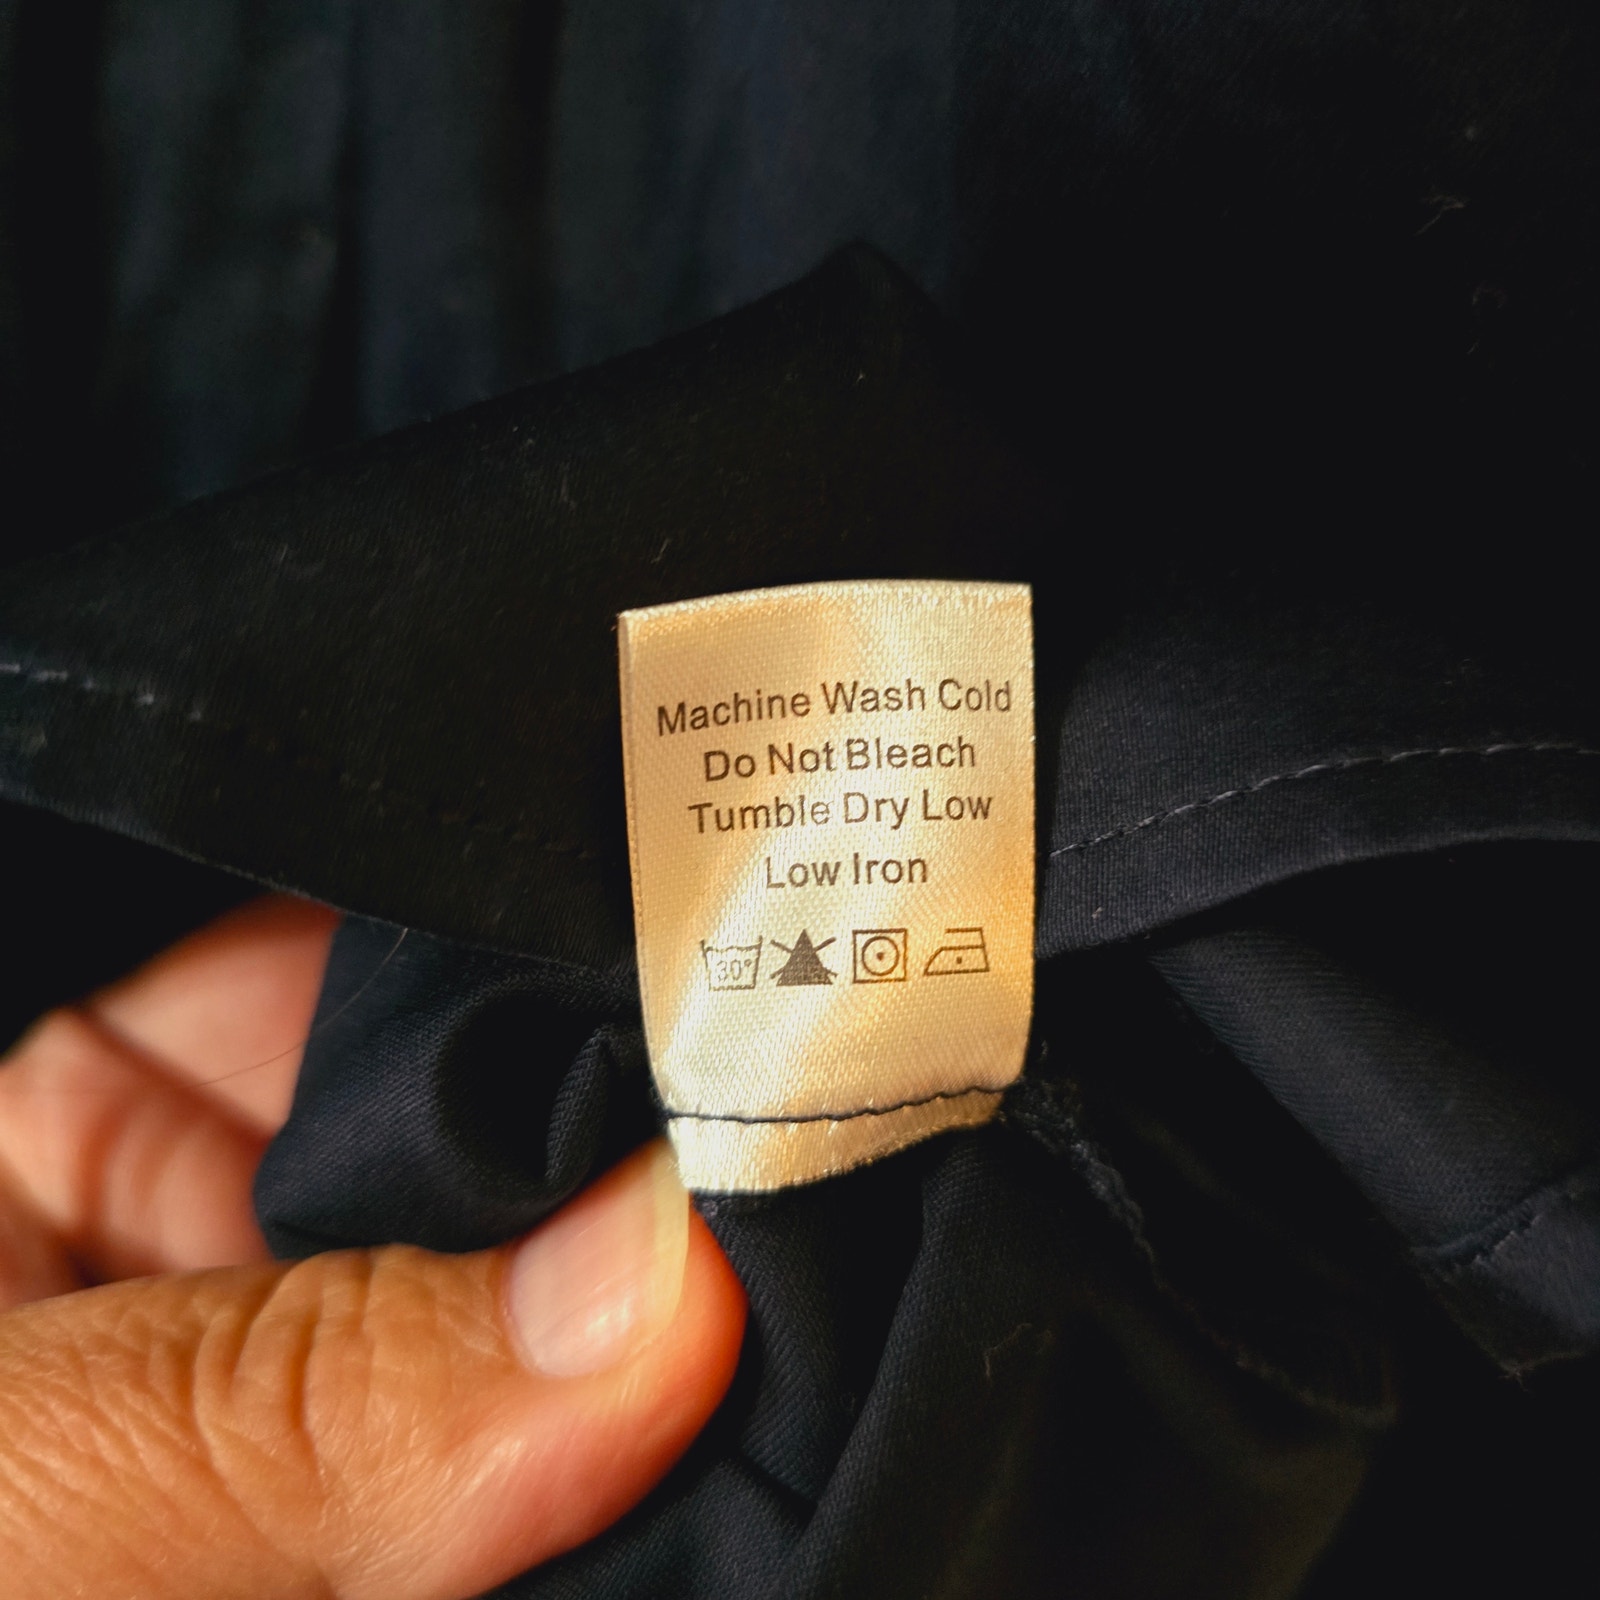 Machine Wash Cold
Do Not Bleach
Tumble Dry Low
Low Iron
30°